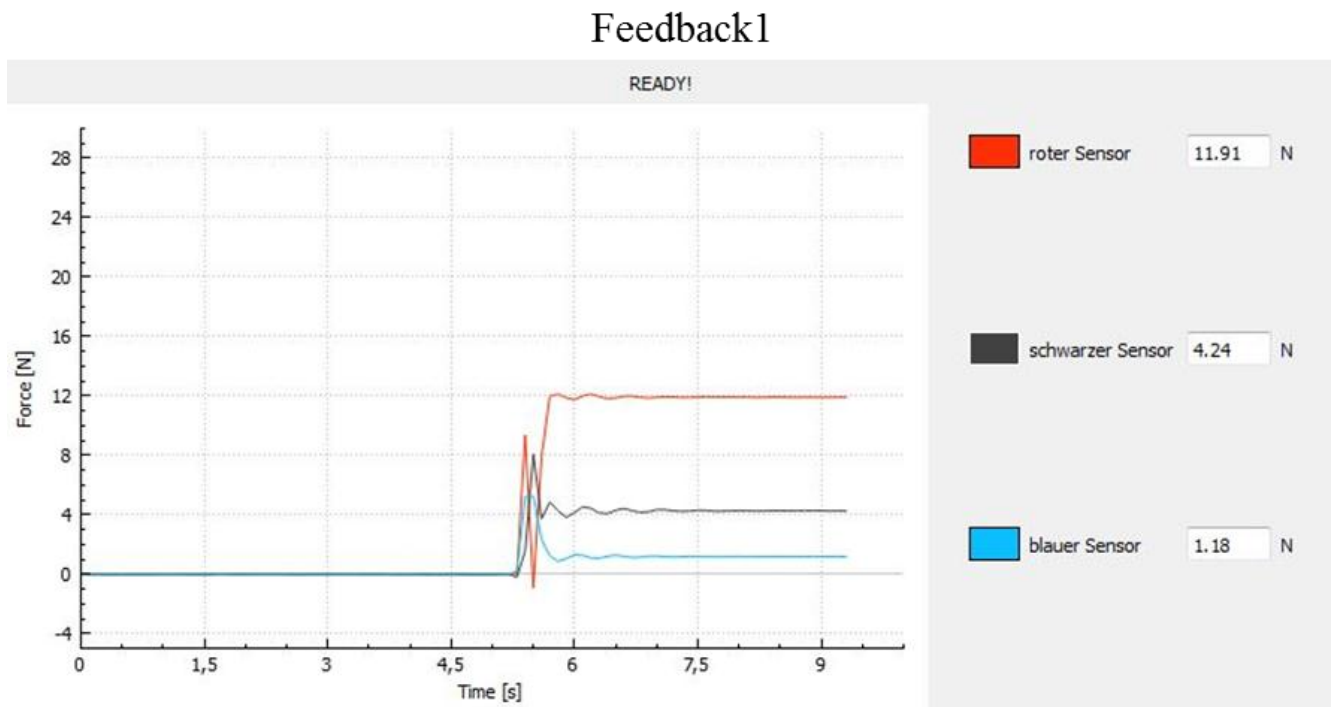 Feedback1
READY!
28
24
20
16
12
8
4
0
-4
Force [N]
0 1,5 3 4,5 6 7,5 9
Time [s]
roter Sensor 11.91 N
schwarzer Sensor 4.24 N
blauer Sensor 1.18 N